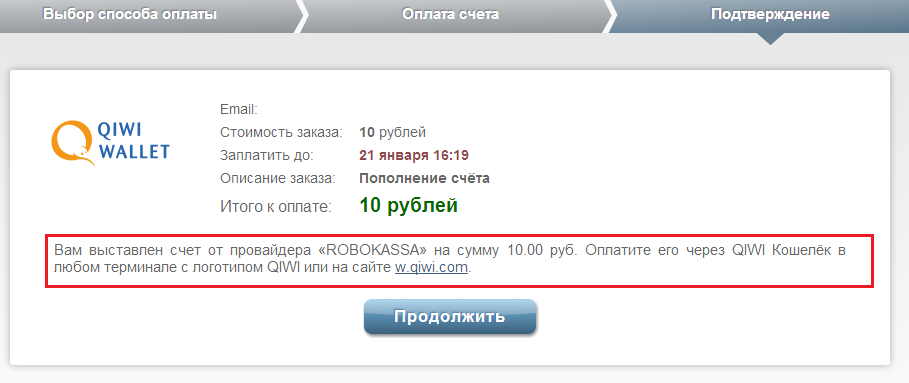 Выбор способа оплаты
Оплата счета
Подтверждение
QIWI
WALLET
Email:
Стоимость заказа: 10 рублей
Заплатить до: 21 января 16:19
Описание заказа: Пополнение счёта
Итого к оплате: 10 рублей
Вам выставлен счет от провайдера «ROBOKASSA» на сумму 10.00 руб. Оплатите его через QIWI Кошелёк в
любом терминале с логотипом QIWI или на сайте w.qiwi.com.
Продолжить